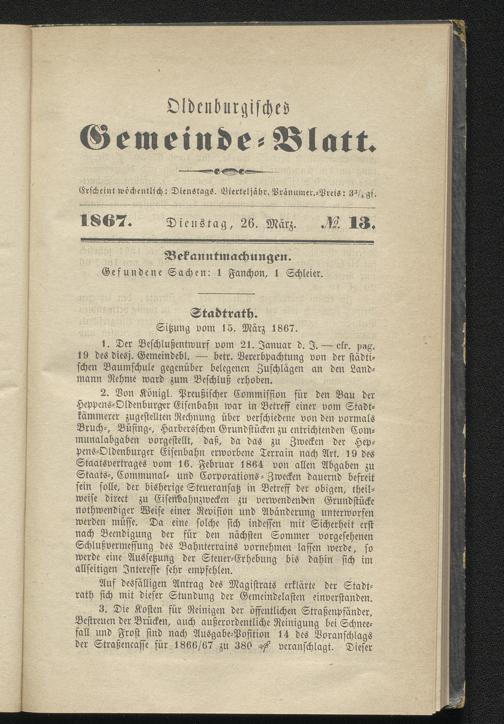 Oldenburgisches
Gemeinde-Blatt.
Erscheint wöchentlich: Dienstags. Vierteljähr. Pränumer.-Preis: 3¾ gs.
1867. Dienstag, 26. März. № 13.
Bekanntmachungen.
Gefundene Sachen: 1 Fanchon, 1 Schleier.
Stadtrath.
Sitzung vom 15. März 1867.
1. Der Beschlußentwurf vom 21. Januar d. J. — cfr. pag.
19 des diesj. Gemeindebl. — betr. Vererbpachtung von der städti-
schen Baumschule gegenüber belegenen Zuschlägen an den Land-
mann Rehme ward zum Beschluß erhoben.
2. Von Königl. Preußischer Commission für den Bau der
Heppens-Oldenburger Eisenbahn war in Betreff einer vom Stadt-
kämmerer zugestellten Rechnung über verschiedene von den vormals
Bruch-, Büsing-, Harbersschen Grundstücken zu entrichtenden Com-
munalabgaben vorgestellt, daß, da das zu Zwecken der Hep-
pens-Oldenburger Eisenbahn erworbene Terrain nach Art. 19 des
Staatsvertrages vom 16. Februar 1864 von allen Abgaben zu
Staats-, Communal- und Corporations-Zwecken dauernd befreit
sein solle, der bisherige Steueransatz in Betreff der obigen, theil-
weise direct zu Eisenbahnzwecken zu verwendenden Grundstücke
nothwendiger Weise einer Revision und Abänderung unterworfen
werden müsse. Da eine solche sich indessen mit Sicherheit erst
nach Beendigung der für den nächsten Sommer vorgesehenen
Schlußvermessung des Bahnterrains vornehmen lassen werde, so
werde eine Aussetzung der Steuer-Erhebung bis dahin sich im
allseitigen Interesse sehr empfehlen.
Auf desfälligen Antrag des Magistrats erklärte der Stadt-
rath sich mit dieser Stundung der Gemeindelasten einverstanden.
3. Die Kosten für Reinigen der öffentlichen Straßenpfänder,
Bestreuen der Brücken, auch außerordentliche Reinigung bei Schnee-
fall und Frost sind nach Ausgabe-Position 14 des Voranschlags
der Straßencasse für 1866/67 zu 380 ₰ veranschlagt. Dieser